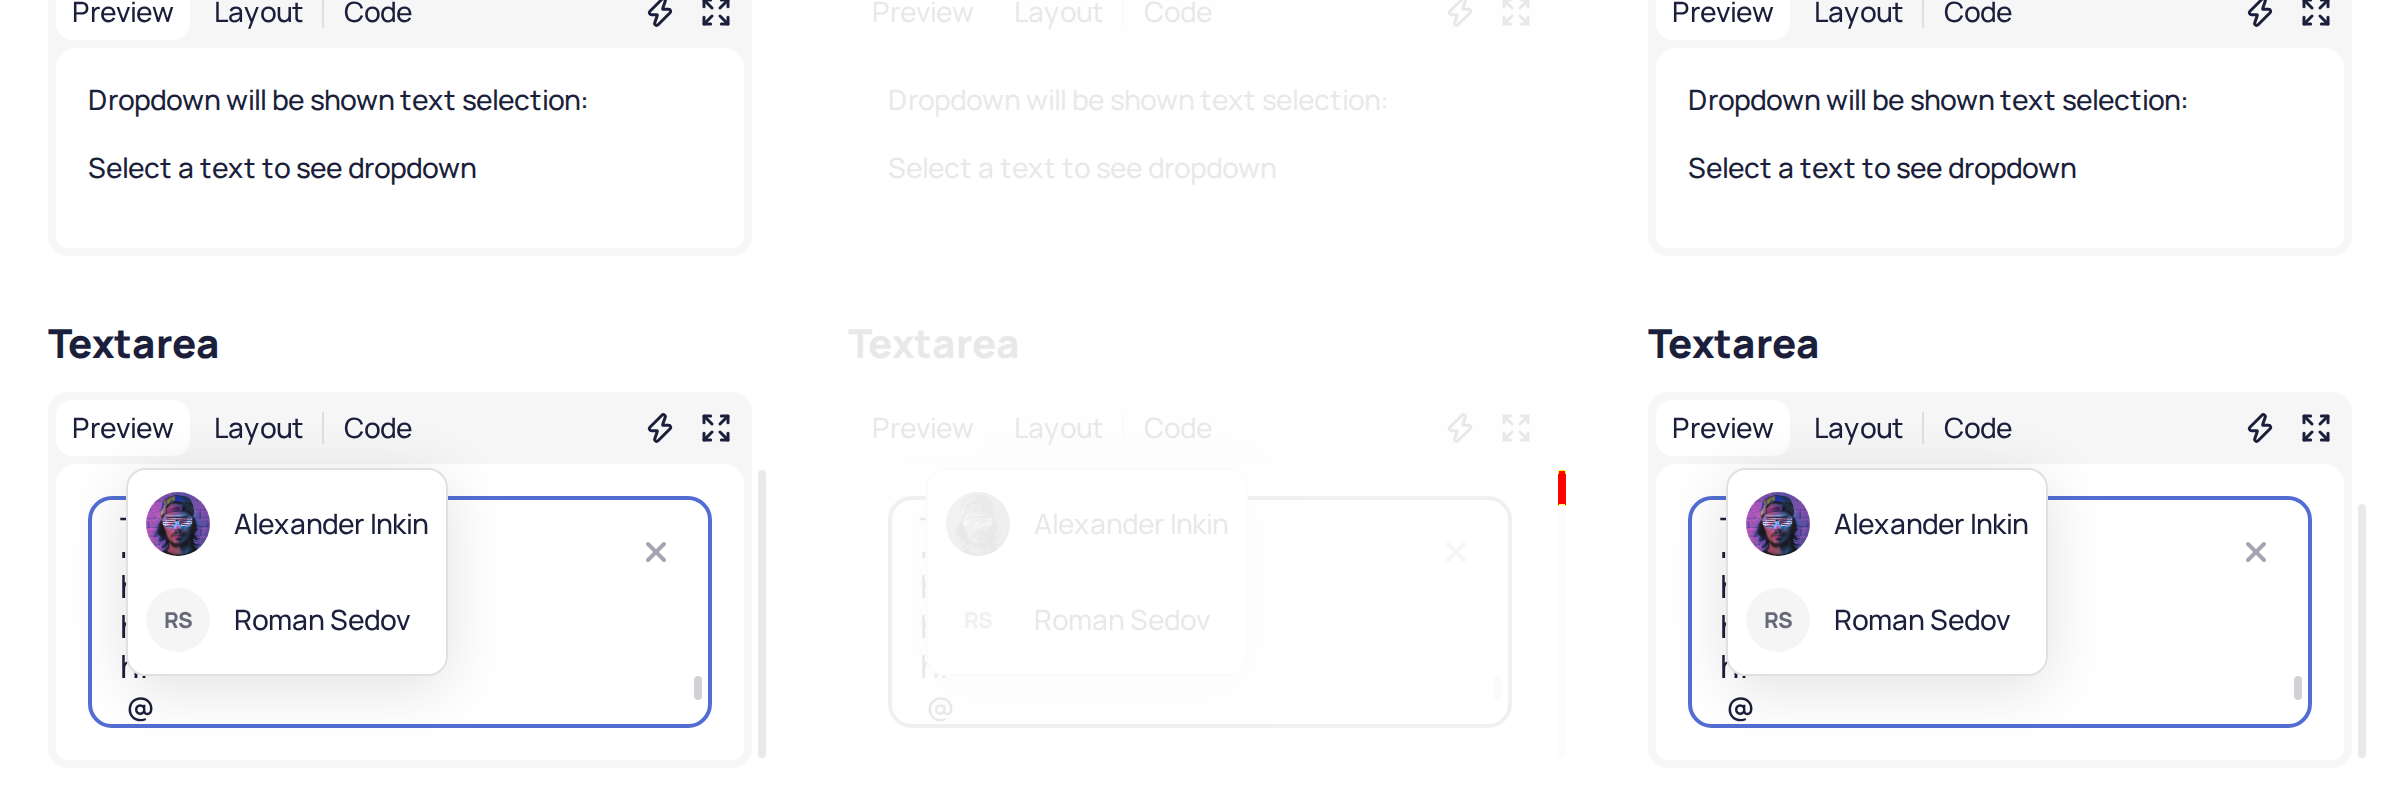 Preview Layout Code
Dropdown will be shown text selection:
Select a text to see dropdown
Textarea
Preview Layout Code
Alexander Inkin
RS Roman Sedov
@
Preview Layout Code
Dropdown will be shown text selection:
Select a text to see dropdown
Textarea
Preview Layout Code
Alexander Inkin
RS Roman Sedov
@
Preview Layout Code
Dropdown will be shown text selection:
Select a text to see dropdown
Textarea
Preview Layout Code
Alexander Inkin
RS Roman Sedov
@